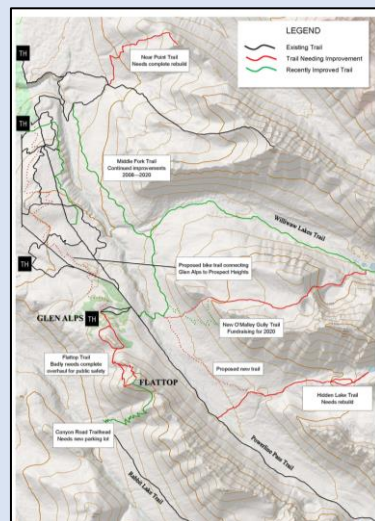 LEGEND
Existing Trail
Trail Needing Improvement
Recently Improved Trail
TH
Near Point Trail
Needs complete rebuild
TH
Middle Fork Trail
Continued improvements
2008—2020
Williwaw Lakes Trail
TH
Proposed bike trail connecting
Glen Alps to Prospect Heights
GLEN ALPS
TH
New O'Malley Gully Trail
Fundraising for 2020
Flattop Trail
Badly needs complete
overhaul for public safety
Proposed new trail
FLATTOP
Hidden Lake Trail
Needs rebuild
Canyon Road Trailhead
Needs new parking lot
Powerline Pass Trail
Rabbit Lake Trail